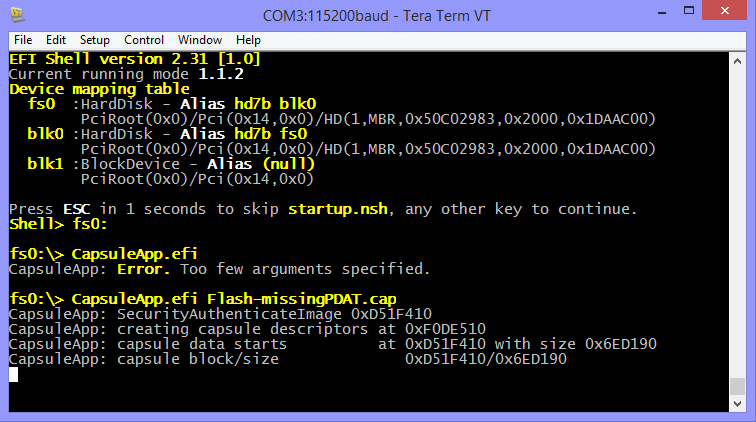 COM3:115200baud - Tera Term VT
File Edit Setup Control Window Help
EFI Shell version 2.31 [1.0]
Current running mode 1.1.2
Device mapping table
fs0 :HardDisk - Alias hd7b blk0
PciRoot(0x0)/Pci(0x14,0x0)/HD(1,MBR,0x50C02983,0x2000,0x1DAAC00)
blk0 :HardDisk - Alias hd7b fs0
PciRoot(0x0)/Pci(0x14,0x0)/HD(1,MBR,0x50C02983,0x2000,0x1DAAC00)
blk1 :BlockDevice - Alias (null)
PciRoot(0x0)/Pci(0x14,0x0)
Press ESC in 1 seconds to skip startup.nsh, any other key to continue.
Shell> fs0:
fs0:\> CapsuleApp.efi
CapsuleApp: Error. Too few arguments specified.
fs0:\> CapsuleApp.efi Flash-missingPDAT.cap
CapsuleApp: SecurityAuthenticateImage 0xD51F410
CapsuleApp: creating capsule descriptors at 0xF0DE510
CapsuleApp: capsule data starts at 0xD51F410 with size 0x6ED190
CapsuleApp: capsule block/size 0xD51F410/0x6ED190